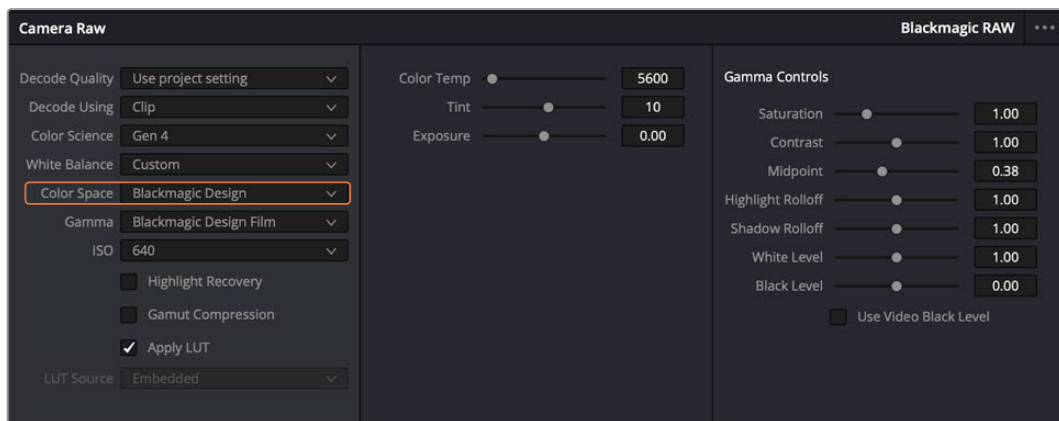 Camera Raw
Blackmagic RAW
Decode Quality Use project setting
Decode Using Clip
Color Science Gen 4
White Balance Custom
Color Space Blackmagic Design
Gamma Blackmagic Design Film
ISO 640
Highlight Recovery
Gamut Compression
Apply LUT
LUT Source Embedded
Color Temp 5600
Tint 10
Exposure 0.00
Gamma Controls
Saturation 1.00
Contrast 1.00
Midpoint 0.38
Highlight Rolloff 1.00
Shadow Rolloff 1.00
White Level 1.00
Black Level 0.00
Use Video Black Level